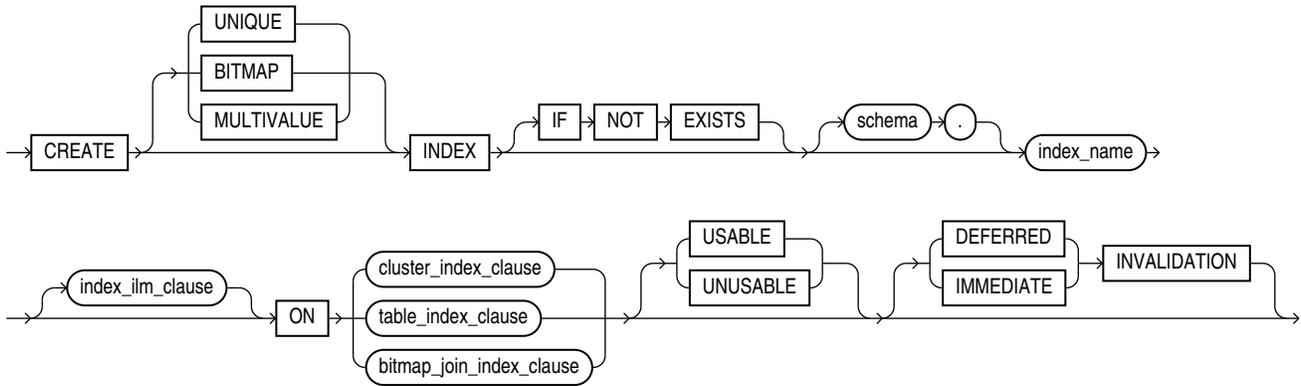 UNIQUE
BITMAP
MULTIVALUE
CREATE
INDEX
IF NOT EXISTS
schema .
index_name
index_ilm_clause
ON
cluster_index_clause
table_index_clause
bitmap_join_index_clause
USABLE
UNUSABLE
DEFERRED
IMMEDIATE
INVALIDATION